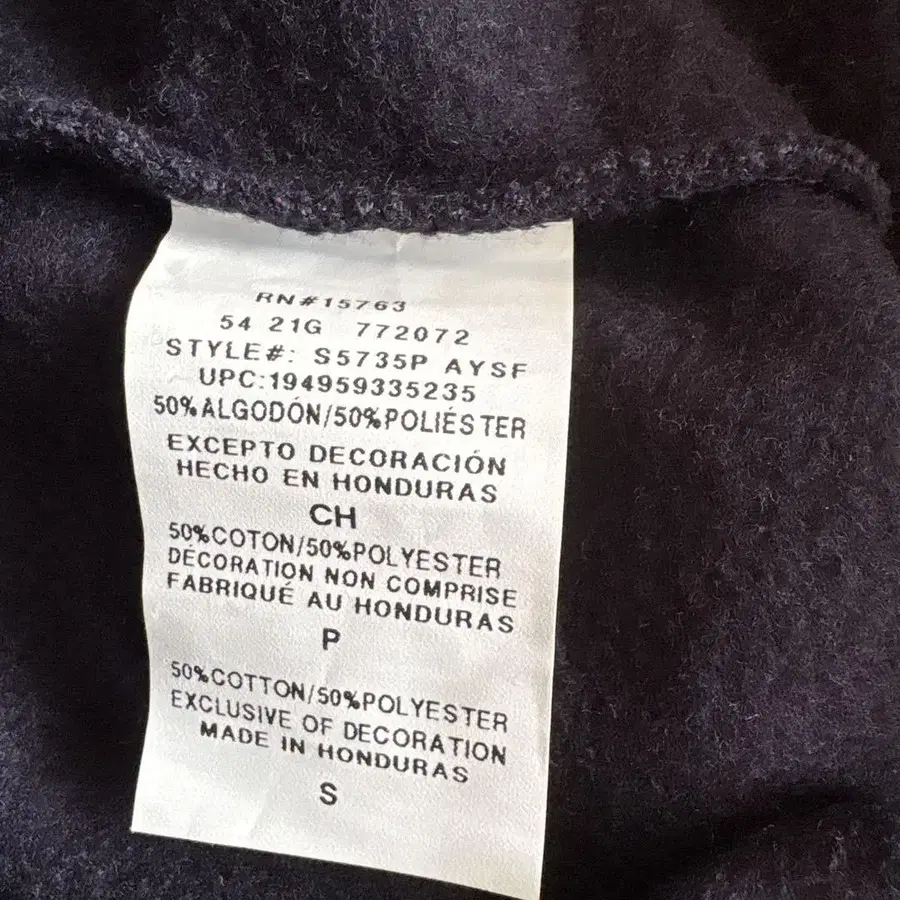 RN#15763
54 21G 772072
STYLE#: S5735P AYSF
UPC:194959335235
50%ALGODÓN/50%POLIÉSTER
EXCEPTO DECORACIÓN
HECHO EN HONDURAS
CH
50%COTON/50%POLYESTER
DÉCORATION NON COMPRISE
FABRIQUÉ AU HONDURAS
P
50%COTTON/50%POLYESTER
EXCLUSIVE OF DECORATION
MADE IN HONDURAS
S